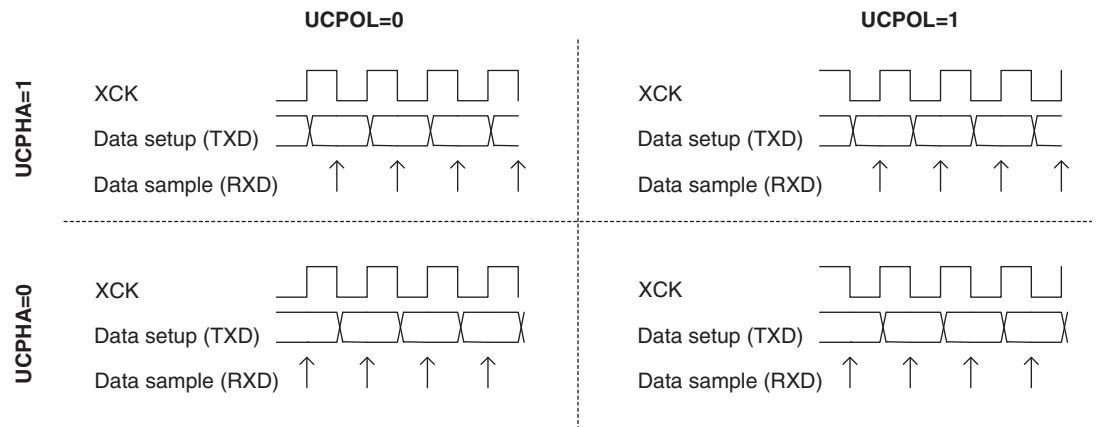 UCPOL=0
UCPOL=1
UCPHA=1
XCK
Data setup (TXD)
Data sample (RXD)
XCK
Data setup (TXD)
Data sample (RXD)
UCPHA=0
XCK
Data setup (TXD)
Data sample (RXD)
XCK
Data setup (TXD)
Data sample (RXD)